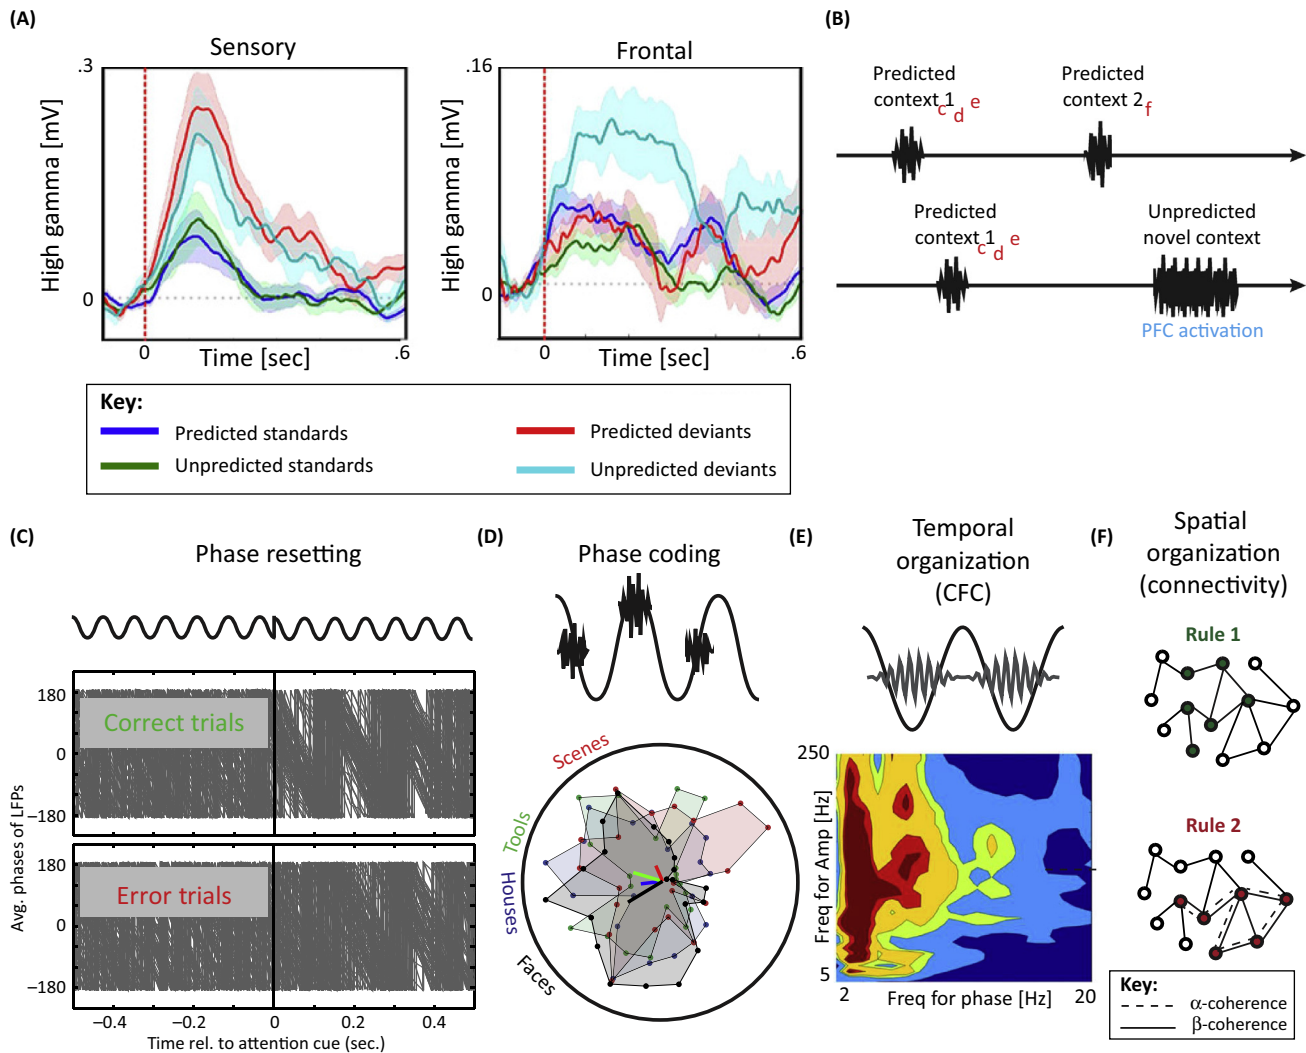 (A)
Sensory
.3
High gamma [mV]
0
0
.6
Time [sec]
Frontal
.16
High gamma [mV]
0
0
.6
Time [sec]
Key:
Predicted standards
Unpredicted standards
Predicted deviants
Unpredicted deviants
(B)
Predicted
context 1
c d e
Predicted
context 2
f
Predicted
context 1
c d e
Unpredicted
novel context
PFC activation
(C)
Phase resetting
Avg. phases of LFPs
180
0
−180
Correct trials
180
0
−180
Error trials
−0.4 −0.2 0 0.2 0.4
Time rel. to attention cue (sec.)
(D)
Phase coding
Scenes
Tools
Houses
Faces
(E)
Temporal
organization
(CFC)
250
Freq for Amp [Hz]
5
2
20
Freq for phase [Hz]
(F)
Spatial
organization
(connectivity)
Rule 1
Rule 2
Key:
α-coherence
β-coherence